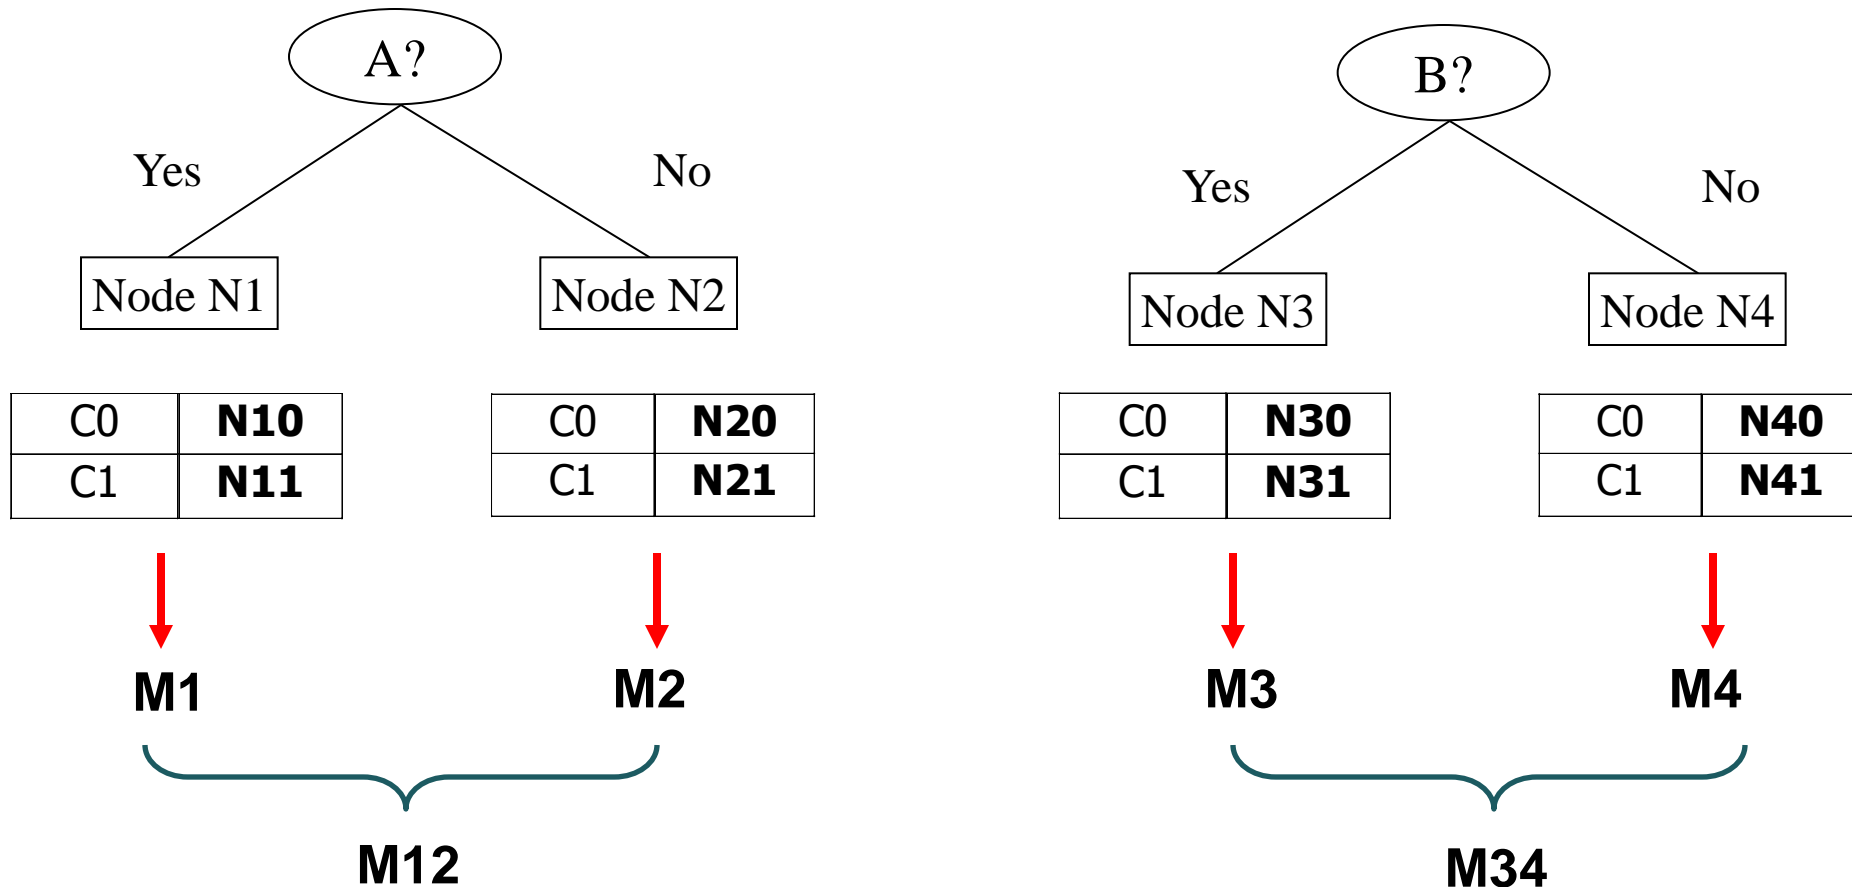 A?
B?
Yes
No
Yes
No
Node N1
Node N2
Node N3
Node N4
C0 N10
C1 N11
C0 N20
C1 N21
C0 N30
C1 N31
C0 N40
C1 N41
M1
M2
M3
M4
M12
M34